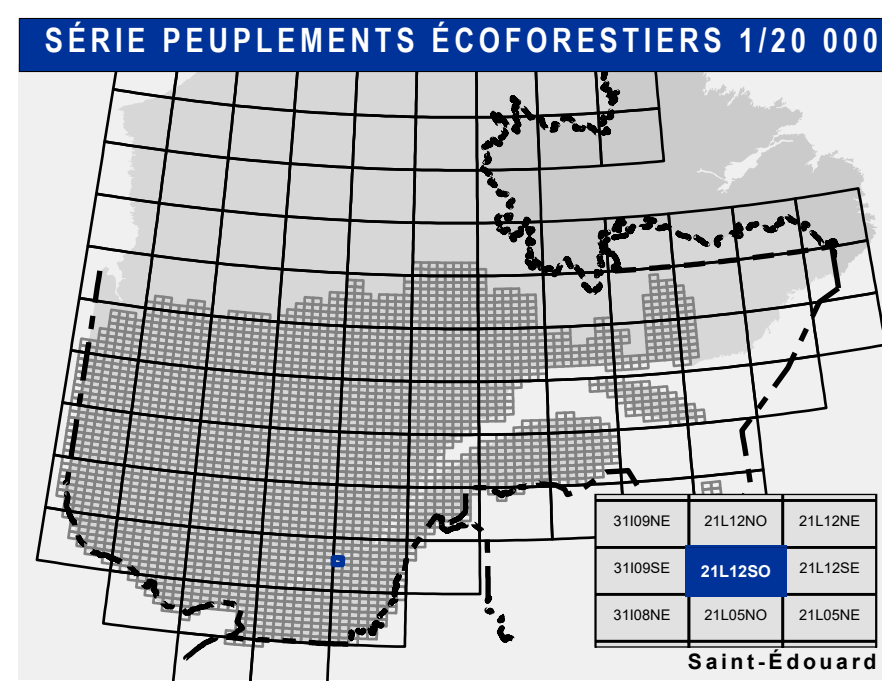 SÉRIE PEUPLEMENTS ÉCOFORESTIERS 1/20 000
31I09NE 21L12NO 21L12NE
31I09SE 21L12SO 21L12SE
31I08NE 21L05NO 21L05NE
Saint-Édouard